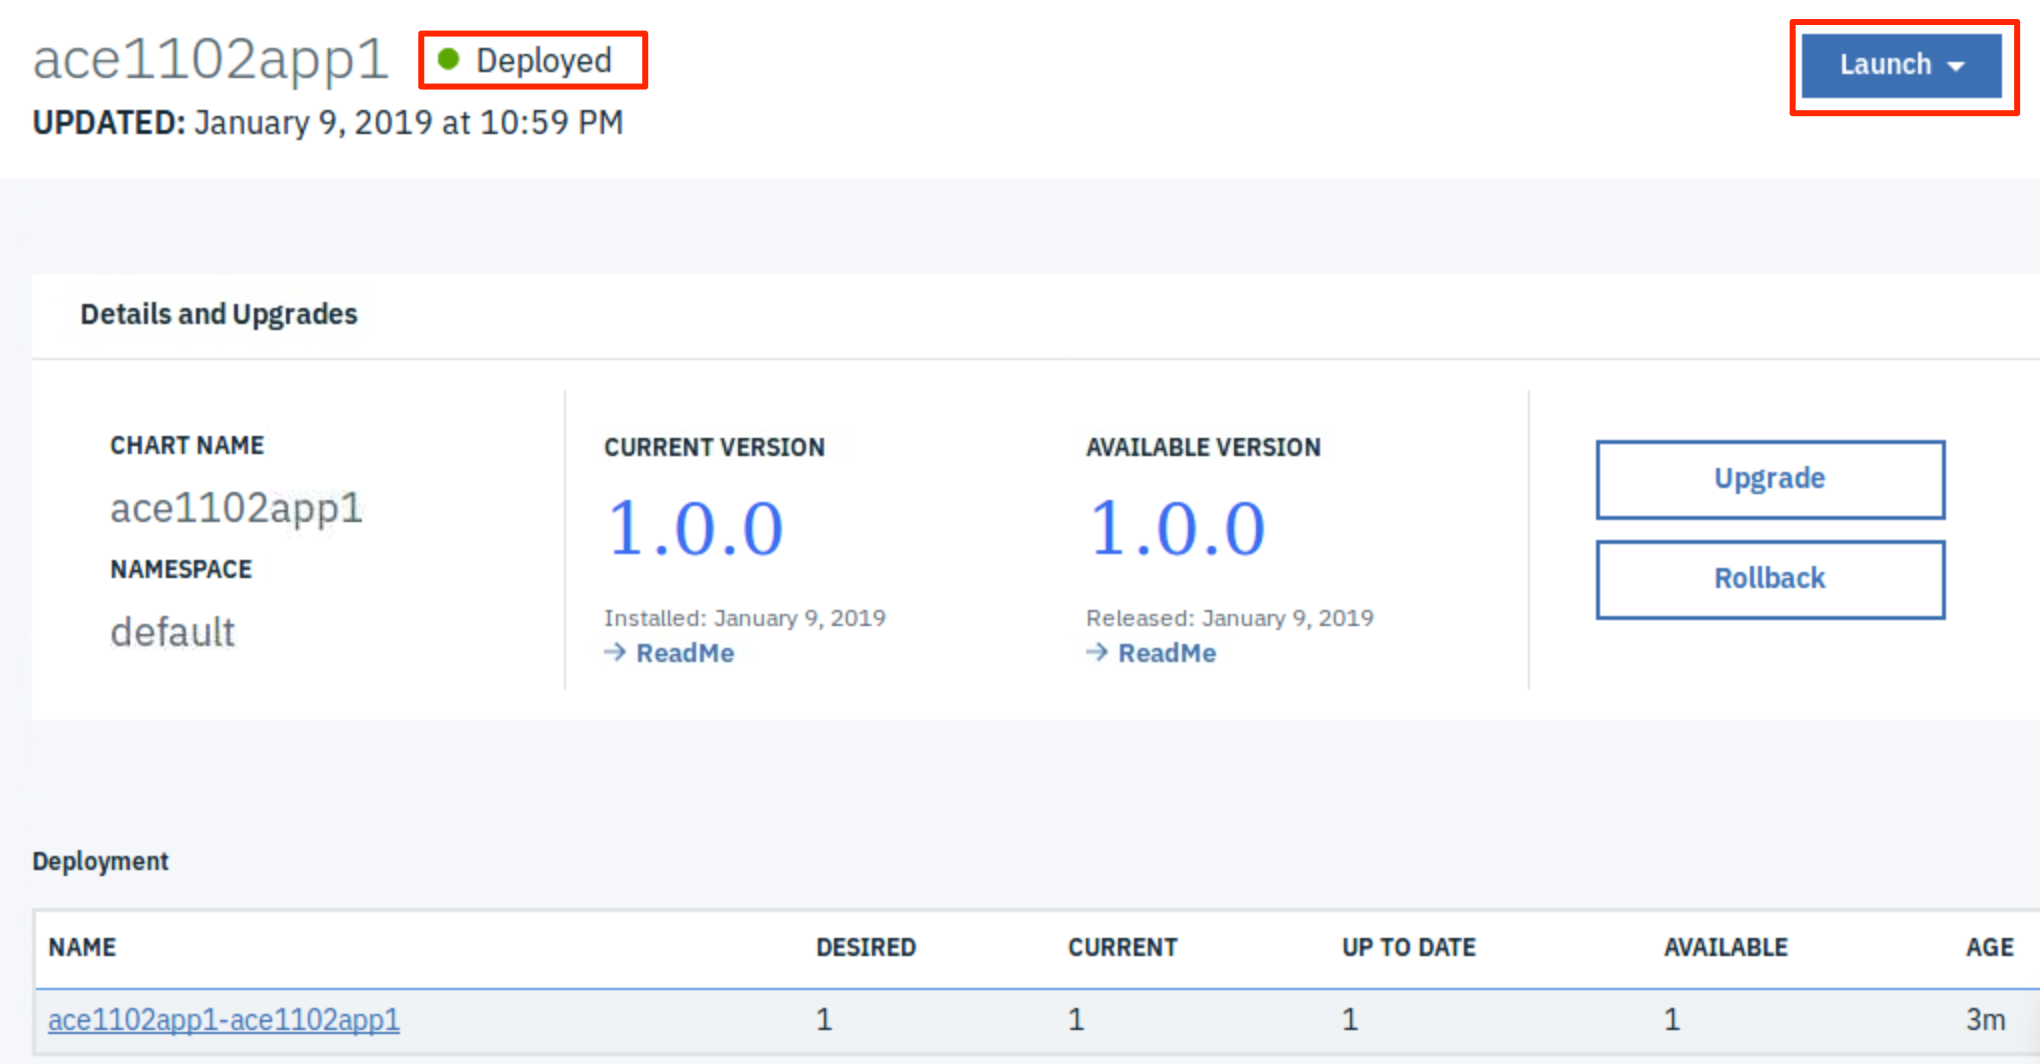 ace1102app1 Deployed Launch
UPDATED: January 9, 2019 at 10:59 PM
Details and Upgrades
CHART NAME
ace1102app1
NAMESPACE
default
CURRENT VERSION
1.0.0
Installed: January 9, 2019
→ ReadMe
AVAILABLE VERSION
1.0.0
Released: January 9, 2019
→ ReadMe
Upgrade
Rollback
Deployment
NAME DESIRED CURRENT UP TO DATE AVAILABLE AGE
ace1102app1-ace1102app1 1 1 1 1 3m